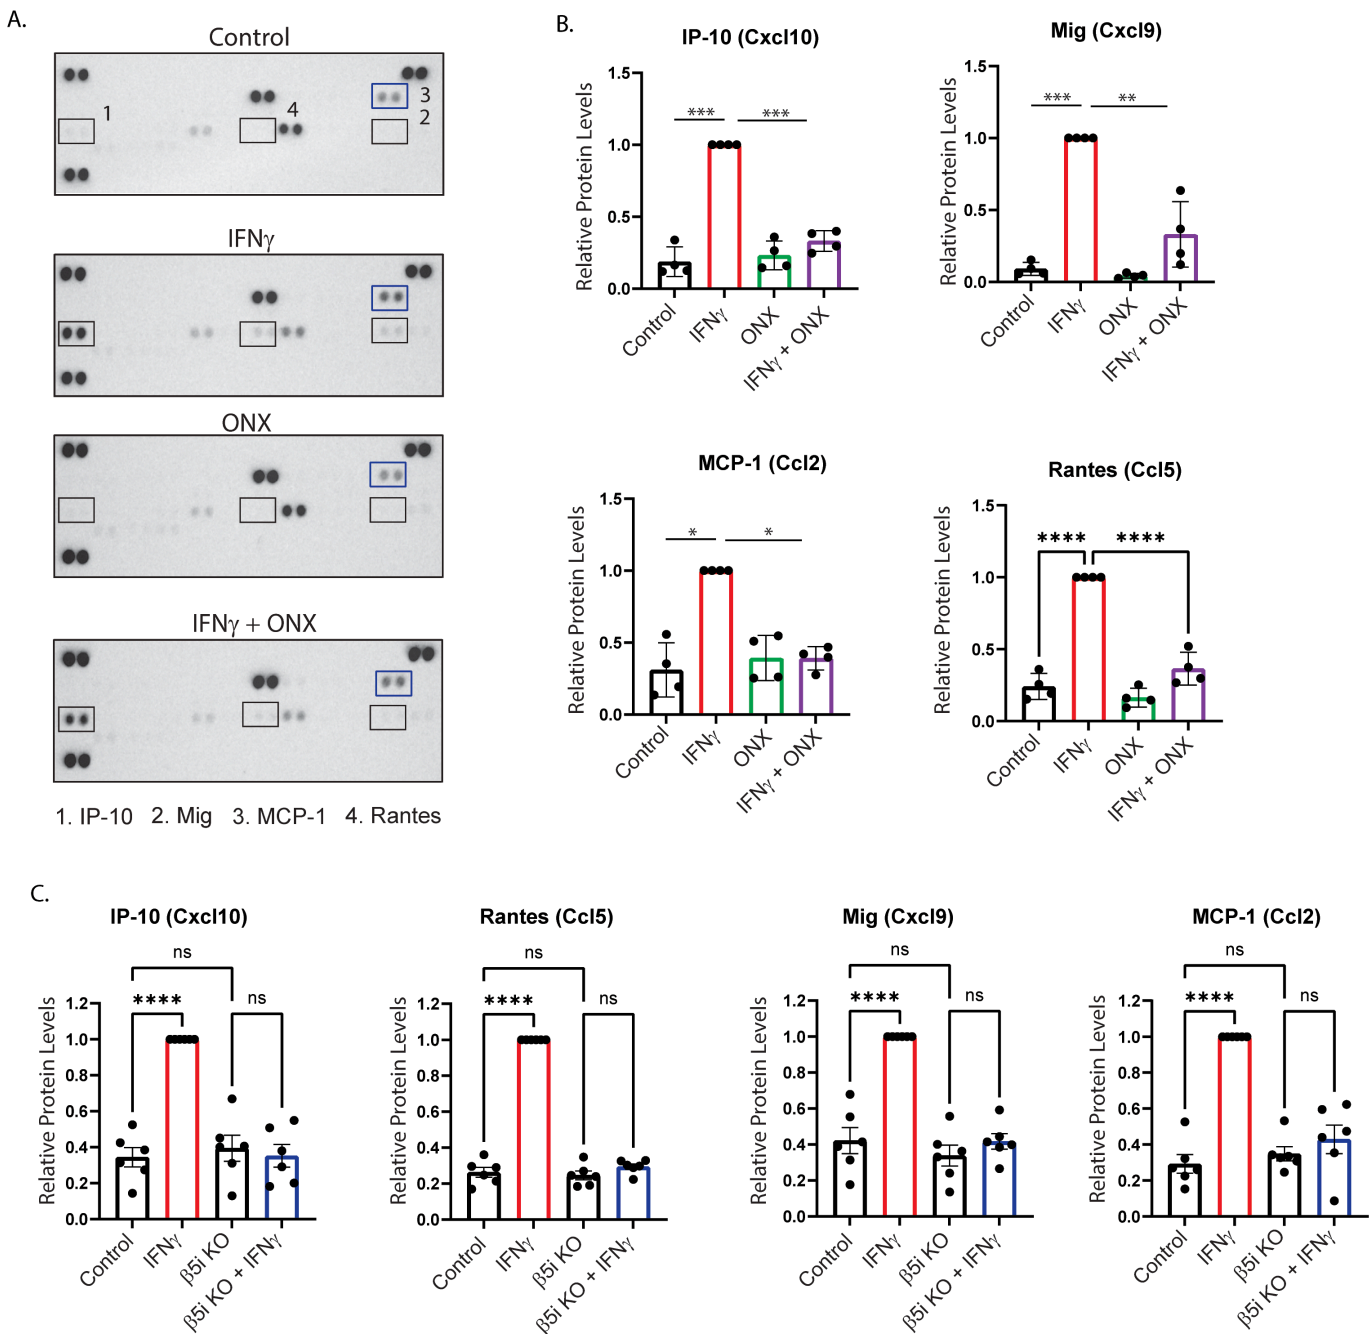 A.
Control
1
4
3
2
IFNγ
ONX
IFNγ + ONX
1. IP-10 2. Mig 3. MCP-1 4. Rantes
B.
IP-10 (Cxcl10)
Relative Protein Levels
1.5
1.0
0.5
0.0
***
***
Control
IFNγ
ONX
IFNγ + ONX
Mig (Cxcl9)
Relative Protein Levels
1.5
1.0
0.5
0.0
***
**
Control
IFNγ
ONX
IFNγ + ONX
MCP-1 (Ccl2)
Relative Protein Levels
1.5
1.0
0.5
0.0
*
*
Control
IFNγ
ONX
IFNγ + ONX
Rantes (Ccl5)
Relative Protein Levels
1.5
1.0
0.5
0.0
****
****
Control
IFNγ
ONX
IFNγ + ONX
C.
IP-10 (Cxcl10)
Relative Protein Levels
1.2
1.0
0.8
0.6
0.4
0.2
0.0
ns
****
ns
Control
IFNγ
β5i KO
β5i KO + IFNγ
Rantes (Ccl5)
Relative Protein Levels
1.2
1.0
0.8
0.6
0.4
0.2
0.0
ns
****
ns
Control
IFNγ
β5i KO
β5i KO + IFNγ
Mig (Cxcl9)
Relative Protein Levels
1.2
1.0
0.8
0.6
0.4
0.2
0.0
ns
****
ns
Control
IFNγ
β5i KO
β5i KO + IFNγ
MCP-1 (Ccl2)
Relative Protein Levels
1.2
1.0
0.8
0.6
0.4
0.2
0.0
ns
****
ns
Control
IFNγ
β5i KO
β5i KO + IFNγ